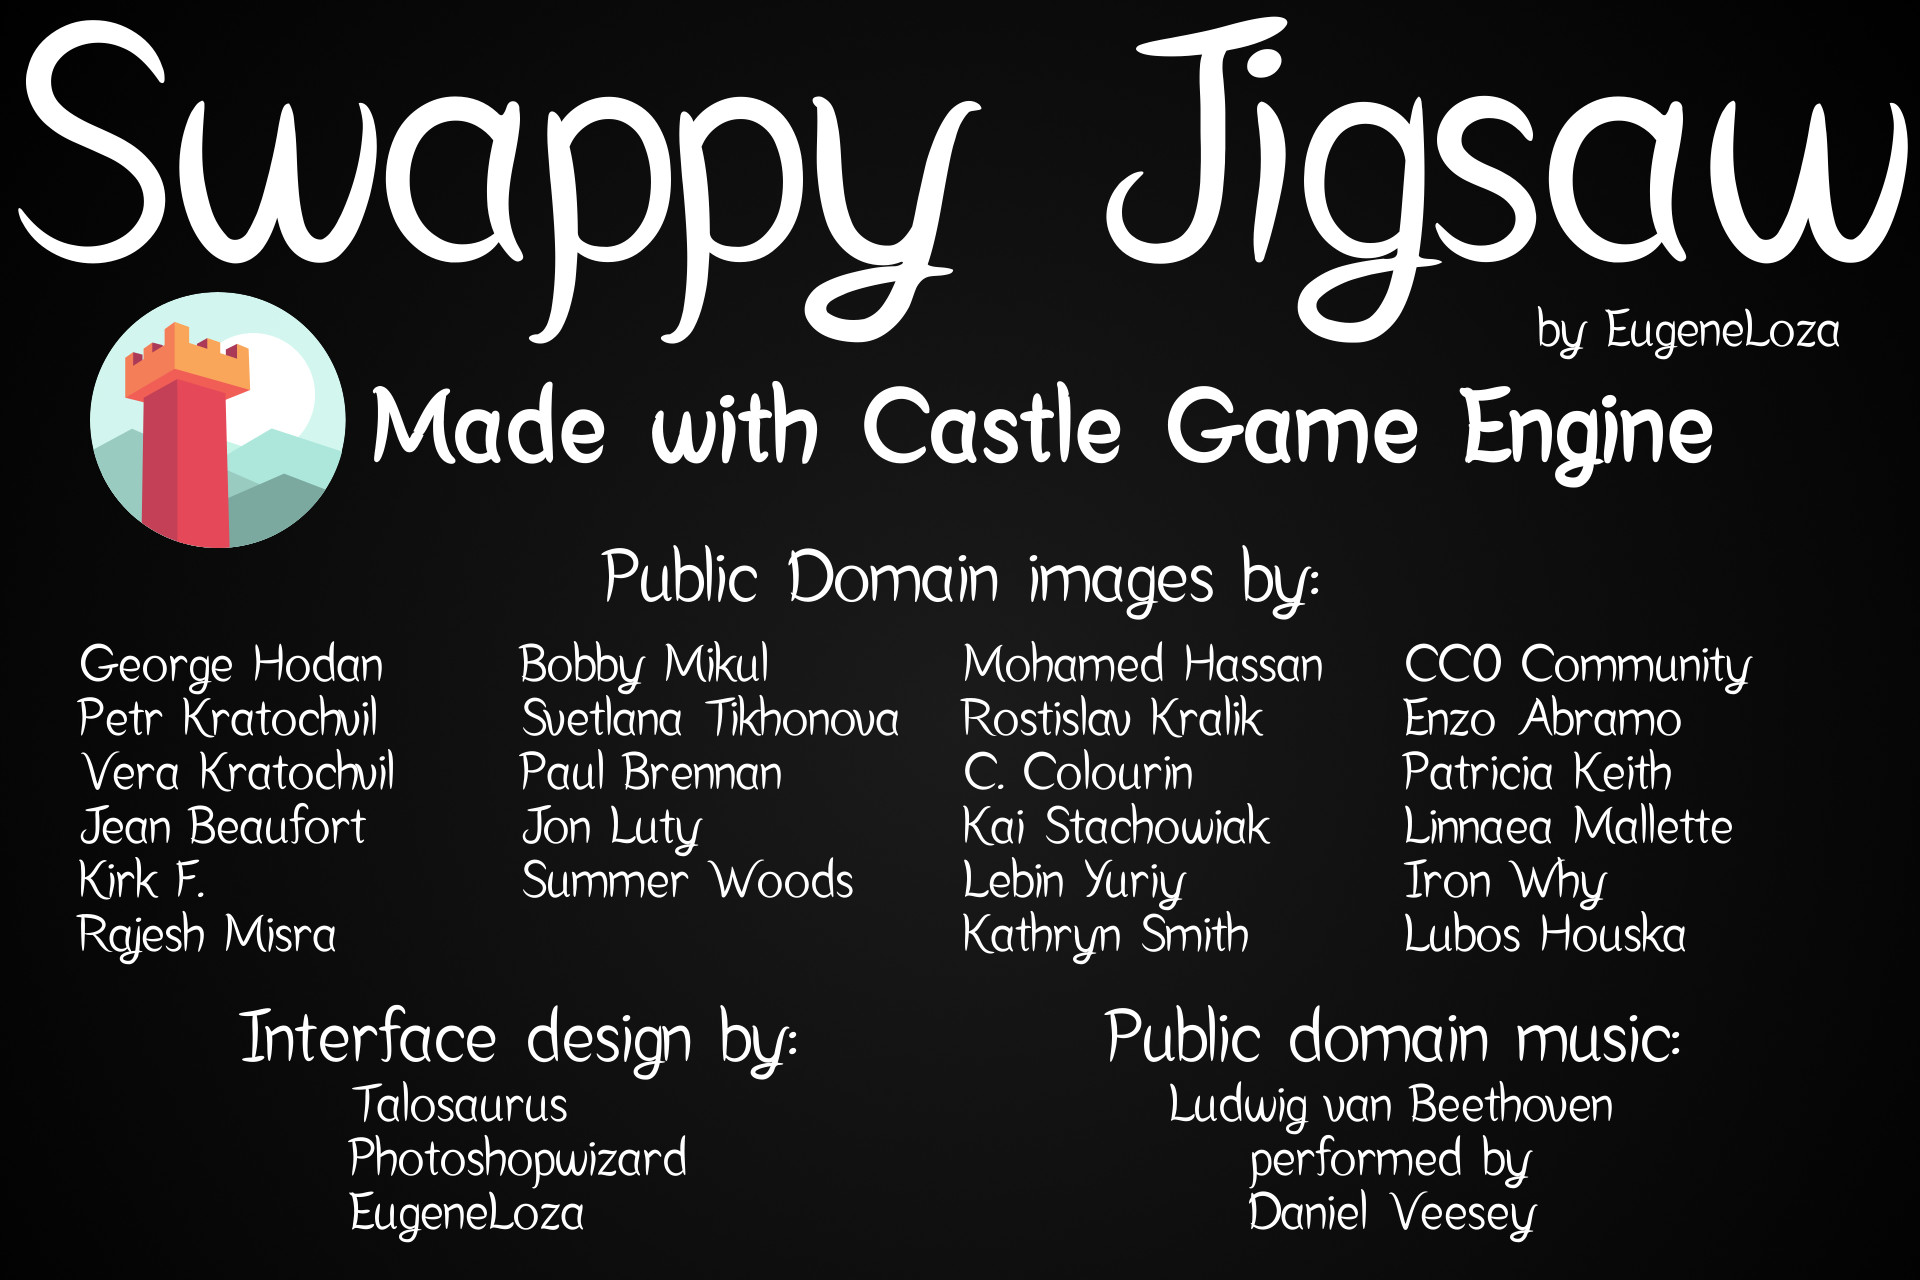 Swappy Jigsaw
by EugeneLoza
Made with Castle Game Engine
Public Domain images by:
George Hodan
Petr Kratochvil
Vera Kratochvil
Jean Beaufort
Kirk F.
Rajesh Misra
Bobby Mikul
Svetlana Tikhonova
Paul Brennan
Jon Luty
Summer Woods
Mohamed Hassan
Rostislav Kralik
C. Colourin
Kai Stachowiak
Lebin Yuriy
Kathryn Smith
CC0 Community
Enzo Abramo
Patricia Keith
Linnaea Mallette
Iron Why
Lubos Houska
Interface design by:
Talosaurus
Photoshopwizard
EugeneLoza
Public domain music:
Ludwig van Beethoven
performed by
Daniel Veesey